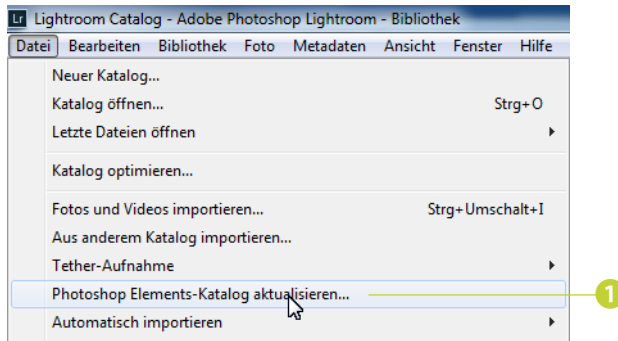 Lr Lightroom Catalog - Adobe Photoshop Lightroom - Bibliothek
Datei Bearbeiten Bibliothek Foto Metadaten Ansicht Fenster Hilfe
Neuer Katalog...
Katalog öffnen... Strg+O
Letzte Dateien öffnen
Katalog optimieren...
Fotos und Videos importieren... Strg+Umschalt+I
Aus anderem Katalog importieren...
Tether-Aufnahme
Photoshop Elements-Katalog aktualisieren... 1
Automatisch importieren